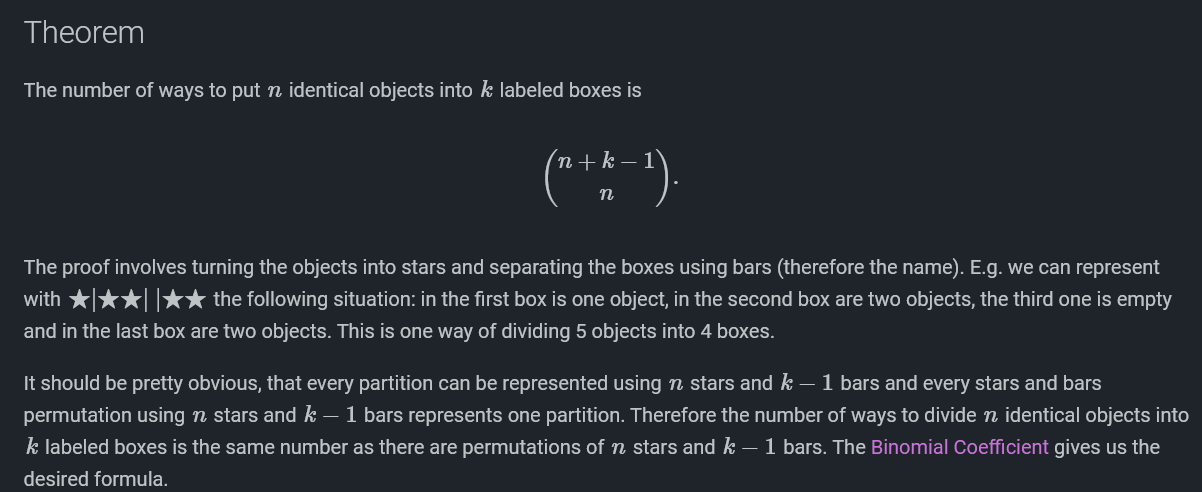 Theorem
The number of ways to put n identical objects into k labeled boxes is
(n + k − 1
n).
The proof involves turning the objects into stars and separating the boxes using bars (therefore the name). E.g. we can represent
with ★|★★| |★★ the following situation: in the first box is one object, in the second box are two objects, the third one is empty
and in the last box are two objects. This is one way of dividing 5 objects into 4 boxes.
It should be pretty obvious, that every partition can be represented using n stars and k − 1 bars and every stars and bars
permutation using n stars and k − 1 bars represents one partition. Therefore the number of ways to divide n identical objects into
k labeled boxes is the same number as there are permutations of n stars and k − 1 bars. The Binomial Coefficient gives us the
desired formula.